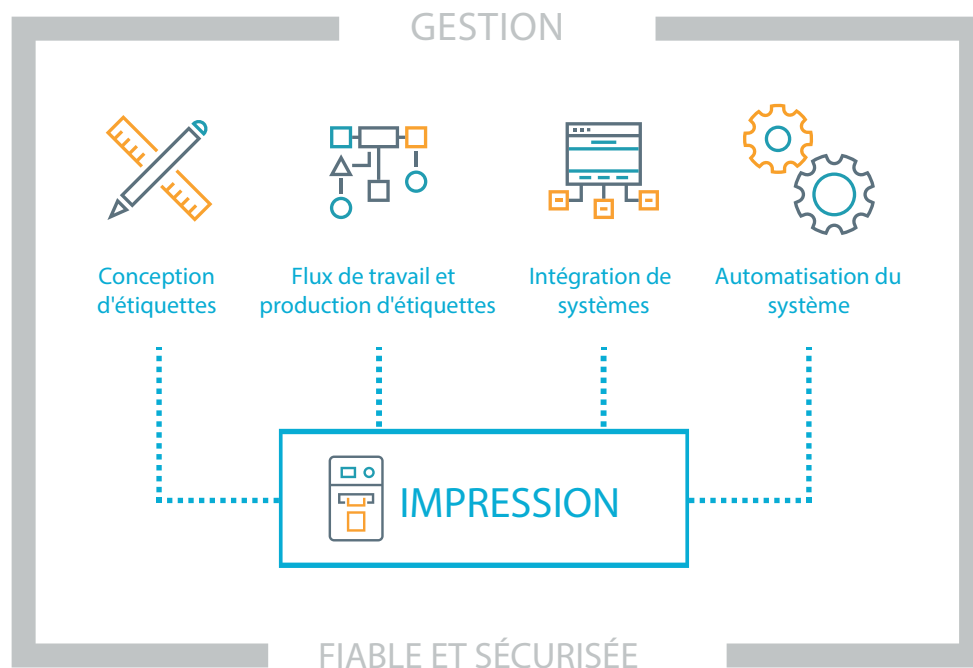 GESTION
Conception
d'étiquettes
Flux de travail et
production d'étiquettes
Intégration de
systèmes
Automatisation du
système
IMPRESSION
FIABLE ET SÉCURISÉE